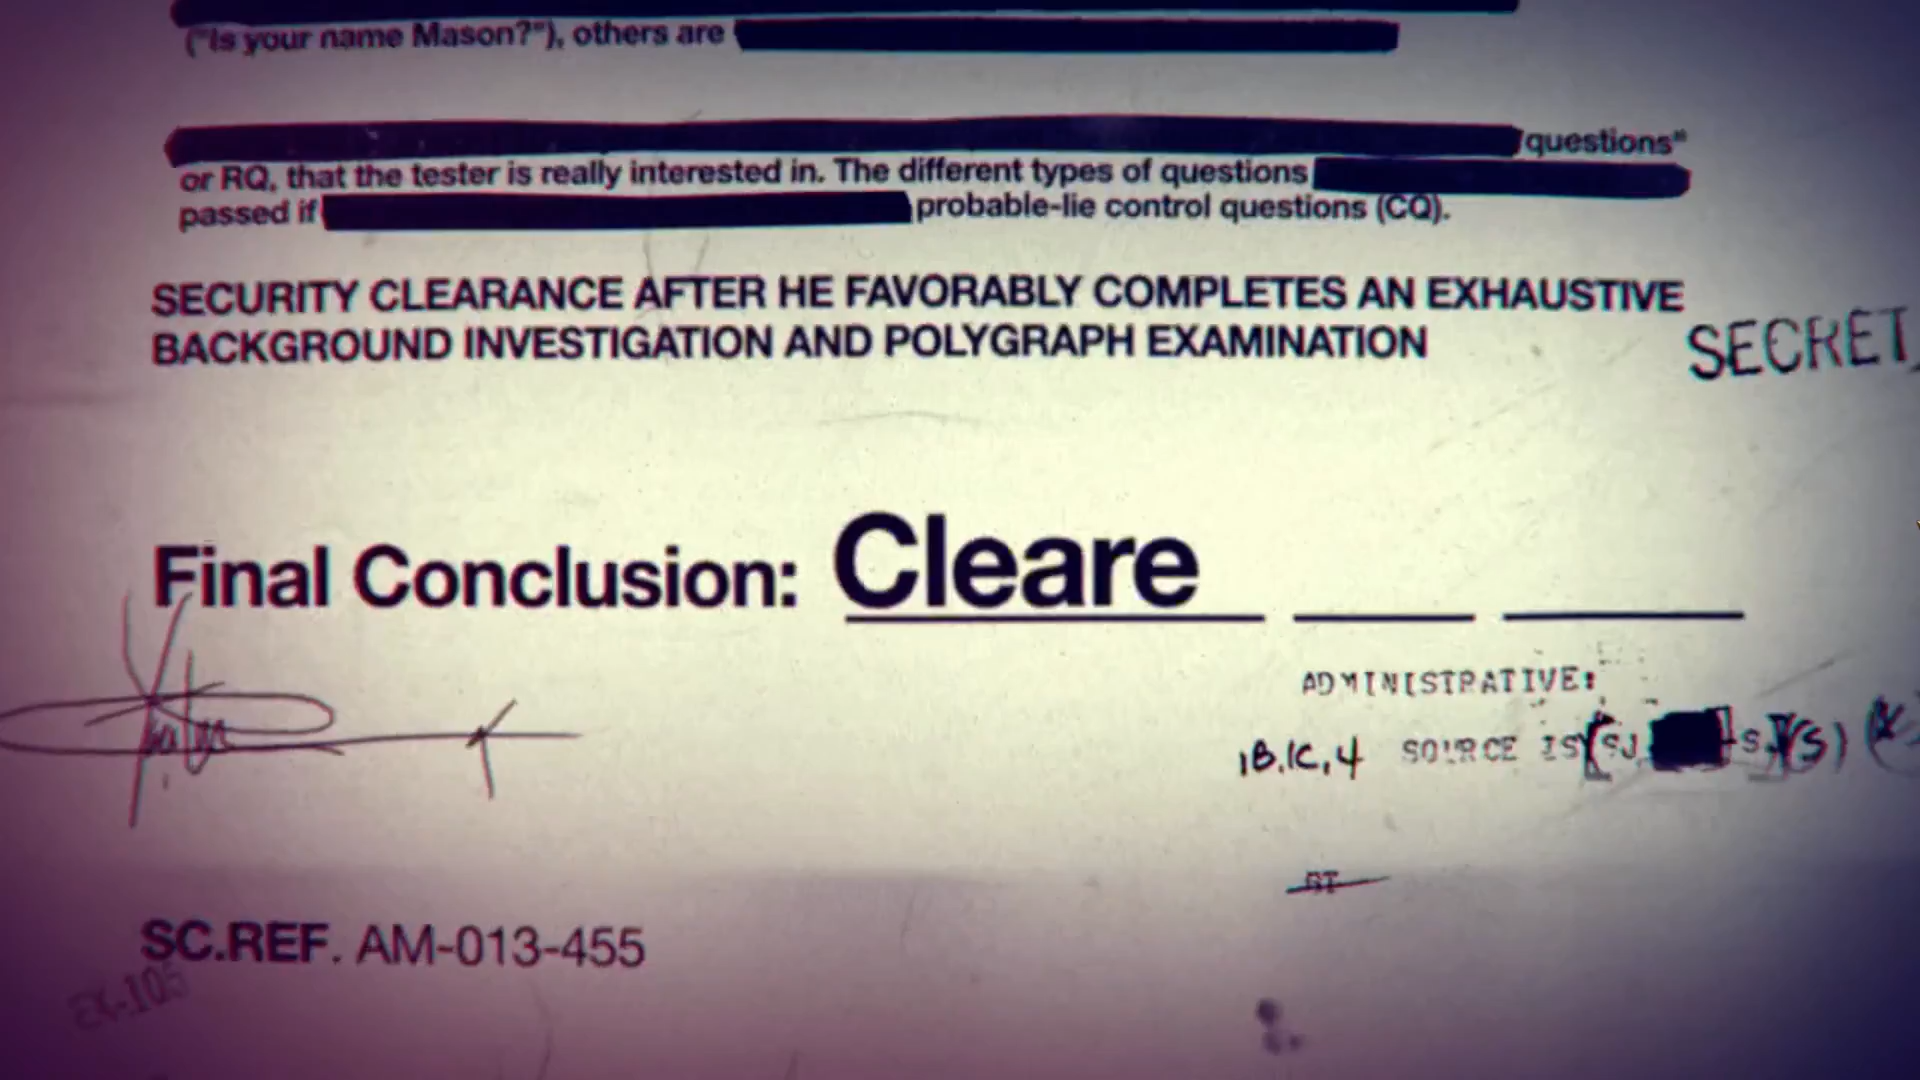 ("Is your name Mason?"), others are
questions"
or RQ, that the tester is really interested in. The different types of questions
passed if probable-lie control questions (CQ).
SECURITY CLEARANCE AFTER HE FAVORABLY COMPLETES AN EXHAUSTIVE
BACKGROUND INVESTIGATION AND POLYGRAPH EXAMINATION
SECRET
Final Conclusion: Cleare
ADMINISTRATIVE:
1B.1C,4 SOURCE IS
SC.REF. AM-013-455